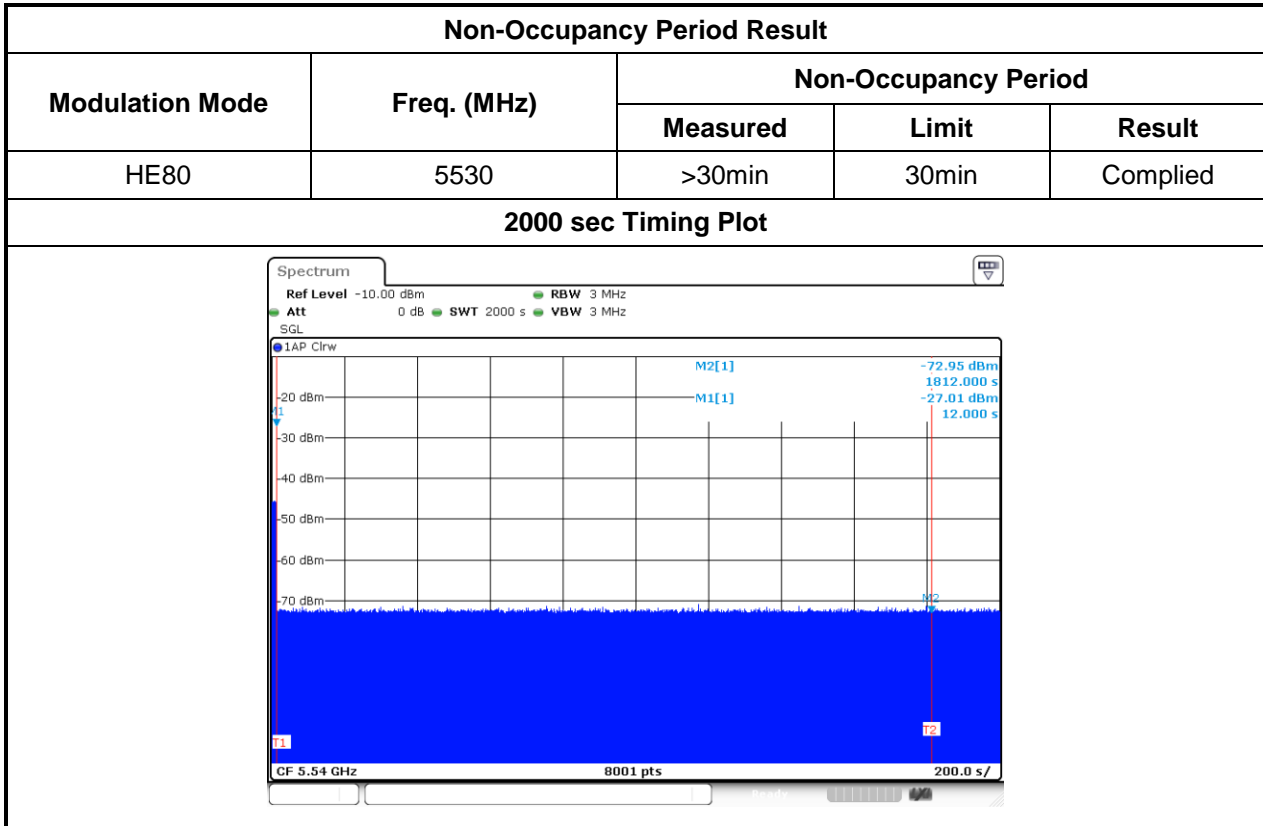 Non-Occupancy Period Result
Modulation Mode Freq. (MHz) Non-Occupancy Period
Measured Limit Result
HE80 5530 >30min 30min Complied
2000 sec Timing Plot
Spectrum
Ref Level -10.00 dBm RBW 3 MHz
Att 0 dB SWT 2000 s VBW 3 MHz
SGL
1AP Clrw
M2[1] -72.95 dBm
1812.000 s
-20 dBm M1[1] -27.01 dBm
M1 12.000 s
-30 dBm
-40 dBm
-50 dBm
-60 dBm
-70 dBm M2
T2
T1
CF 5.54 GHz 8001 pts 200.0 s/
Ready